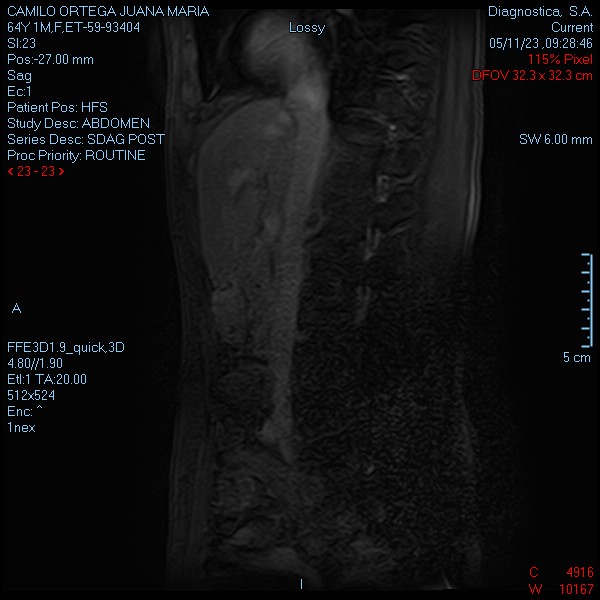 CAMILO ORTEGA JUANA MARIA
64Y 1M,F,ET-59-93404
Sl:23
Pos:-27.00 mm
Sag
Ec:1
Patient Pos: HFS
Study Desc: ABDOMEN
Series Desc: SDAG POST
Proc Priority: ROUTINE
< 23 - 23 >
Lossy
Diagnostica, S.A.
Current
05/11/23 ,09:28:46
115% Pixel
DFOV 32.3 x 32.3 cm
SW 6.00 mm
A
5 cm
FFE3D1.9_quick,3D
4.80//1.90
Etl:1 TA:20.00
512x524
Enc: ^
1nex
I
C 4916
W 10167